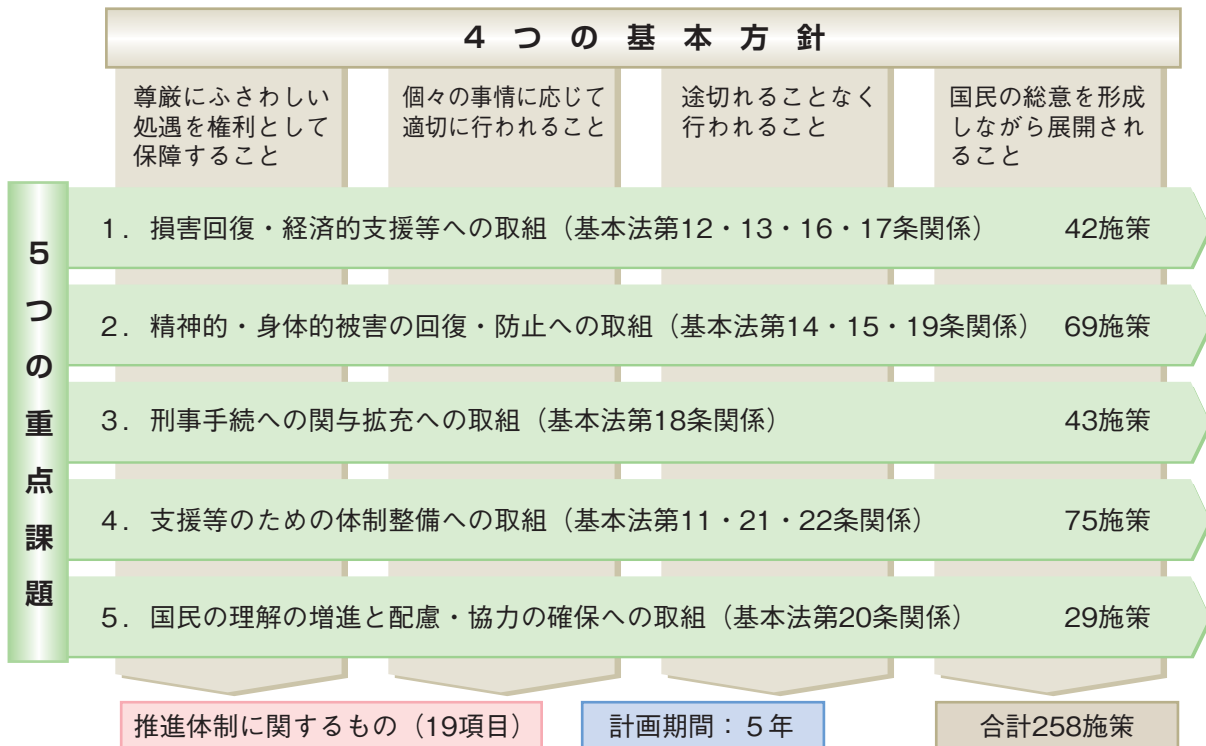 4つの基本方針
尊厳にふさわしい
処遇を権利として
保障すること
個々の事情に応じて
適切に行われること
途切れることなく
行われること
国民の総意を形成
しながら展開され
ること
5つの重点課題
1．損害回復・経済的支援等への取組（基本法第12・13・16・17条関係） 42施策
2．精神的・身体的被害の回復・防止への取組（基本法第14・15・19条関係） 69施策
3．刑事手続への関与拡充への取組（基本法第18条関係） 43施策
4．支援等のための体制整備への取組（基本法第11・21・22条関係） 75施策
5．国民の理解の増進と配慮・協力の確保への取組（基本法第20条関係） 29施策
推進体制に関するもの（19項目）
計画期間：5年
合計258施策